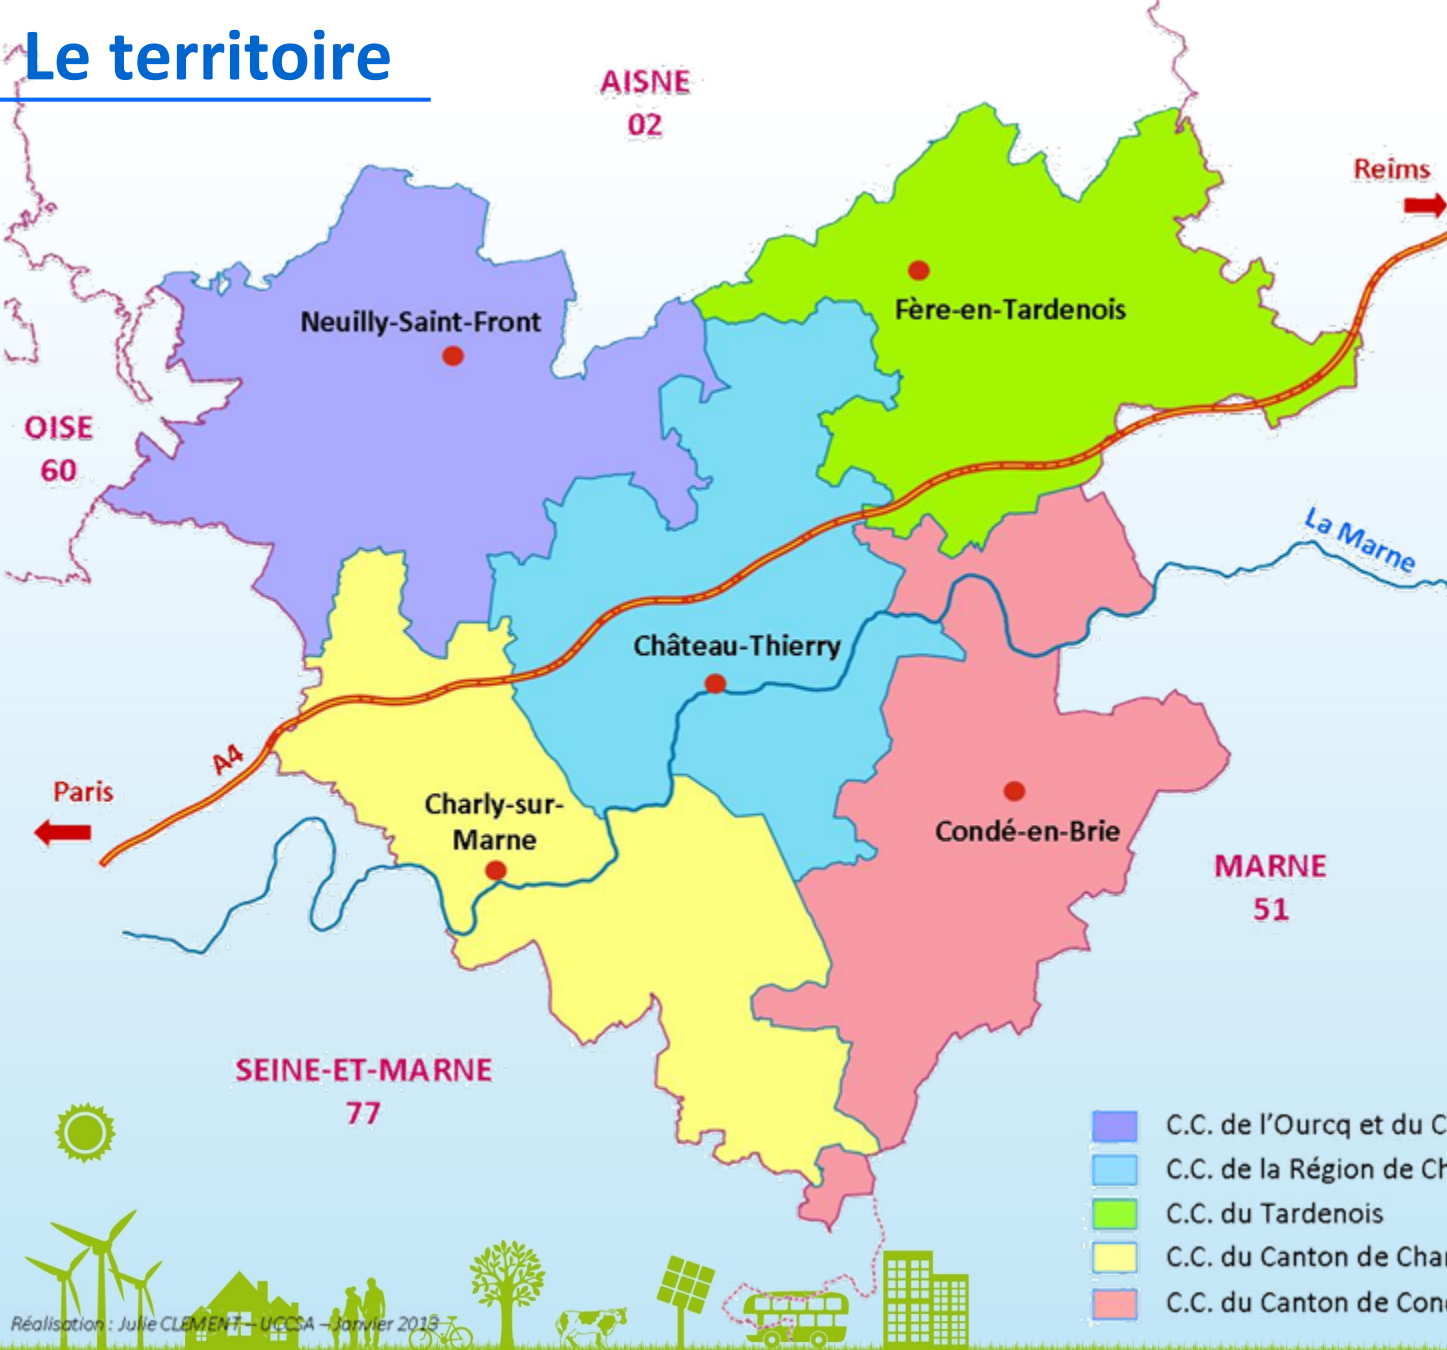 Le territoire
AISNE
02
Reims
Neuilly-Saint-Front
Fère-en-Tardenois
OISE
60
La Marne
Château-Thierry
A4
Paris
Charly-sur-
Marne
Condé-en-Brie
MARNE
51
SEINE-ET-MARNE
77
C.C. de l'Ourcq et du C
C.C. de la Région de Ch
C.C. du Tardenois
C.C. du Canton de Char
C.C. du Canton de Cond
Réalisation : Julie CLEMENT – UCCSA – Janvier 2013